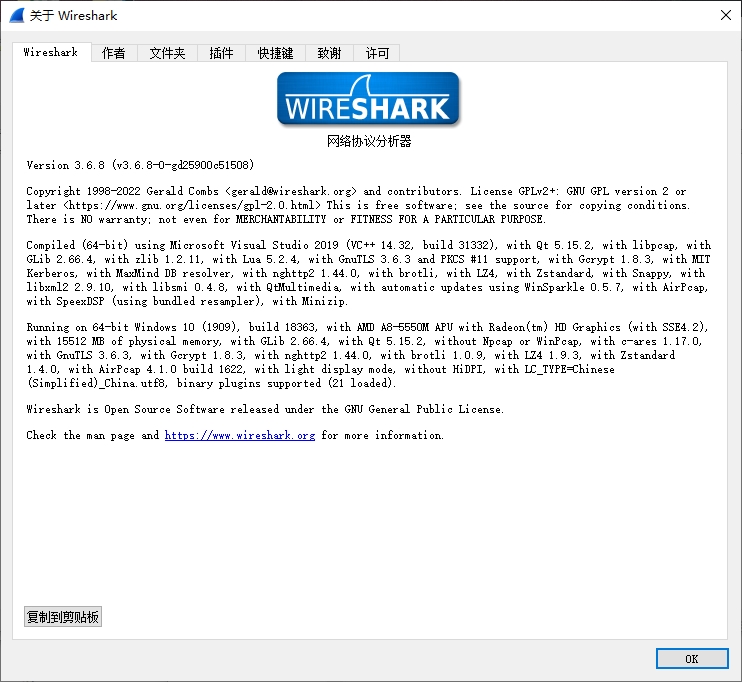 关于 Wireshark
Wireshark 作者 文件夹 插件 快捷键 致谢 许可
WIRESHARK
网络协议分析器
Version 3.6.8 (v3.6.8-0-gd25900c51508)
Copyright 1998-2022 Gerald Combs <gerald@wireshark.org> and contributors. License GPLv2+: GNU GPL version 2 or
later <https://www.gnu.org/licenses/gpl-2.0.html> This is free software; see the source for copying conditions.
There is NO warranty; not even for MERCHANTABILITY or FITNESS FOR A PARTICULAR PURPOSE.
Compiled (64-bit) using Microsoft Visual Studio 2019 (VC++ 14.32, build 31332), with Qt 5.15.2, with libpcap, with
GLib 2.66.4, with zlib 1.2.11, with Lua 5.2.4, with GnuTLS 3.6.3 and PKCS #11 support, with Gcrypt 1.8.3, with MIT
Kerberos, with MaxMind DB resolver, with nghttp2 1.44.0, with brotli, with LZ4, with Zstandard, with Snappy, with
libxml2 2.9.10, with libsmi 0.4.8, with QtMultimedia, with automatic updates using WinSparkle 0.5.7, with AirPcap,
with SpeexDSP (using bundled resampler), with Minizip.
Running on 64-bit Windows 10 (1909), build 18363, with AMD A8-5550M APU with Radeon(tm) HD Graphics (with SSE4.2),
with 15512 MB of physical memory, with GLib 2.66.4, with Qt 5.15.2, without Npcap or WinPcap, with c-ares 1.17.0,
with GnuTLS 3.6.3, with Gcrypt 1.8.3, with nghttp2 1.44.0, with brotli 1.0.9, with LZ4 1.9.3, with Zstandard
1.4.0, with AirPcap 4.1.0 build 1622, with light display mode, without HiDPI, with LC_TYPE=Chinese
(Simplified)_China.utf8, binary plugins supported (21 loaded).
Wireshark is Open Source Software released under the GNU General Public License.
Check the man page and https://www.wireshark.org for more information.
复制到剪贴板
OK